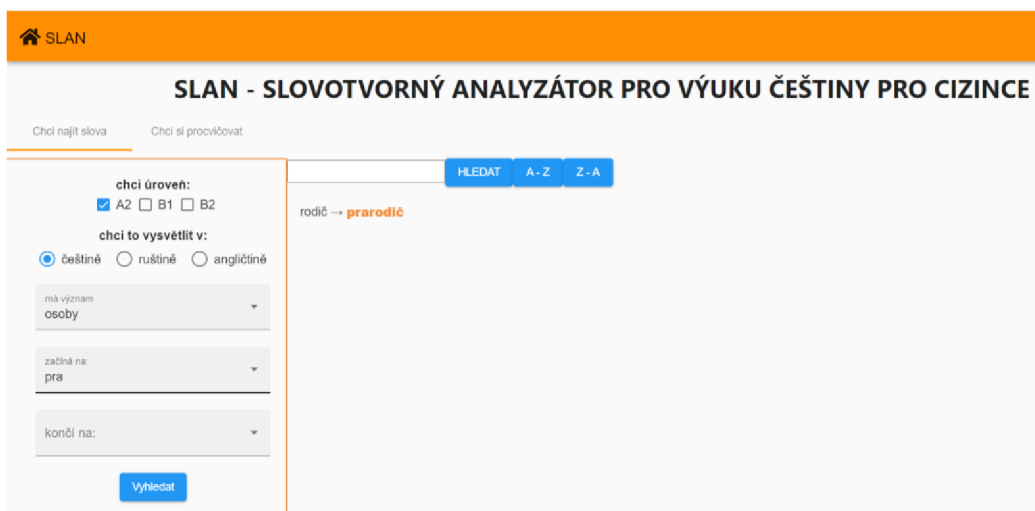 SLAN
SLAN - SLOVOTVORNÝ ANALYZÁTOR PRO VÝUKU ČEŠTINY PRO CIZINCE
Chci najít slova Chci si procvičovat
HLEDAT A - Z Z - A
chci úroveň:
A2 B1 B2
rodič → prarodič
chci to vysvětlit v:
češtině ruštině angličtině
má význam
osoby
začíná na:
pra
končí na:
Vyhledat